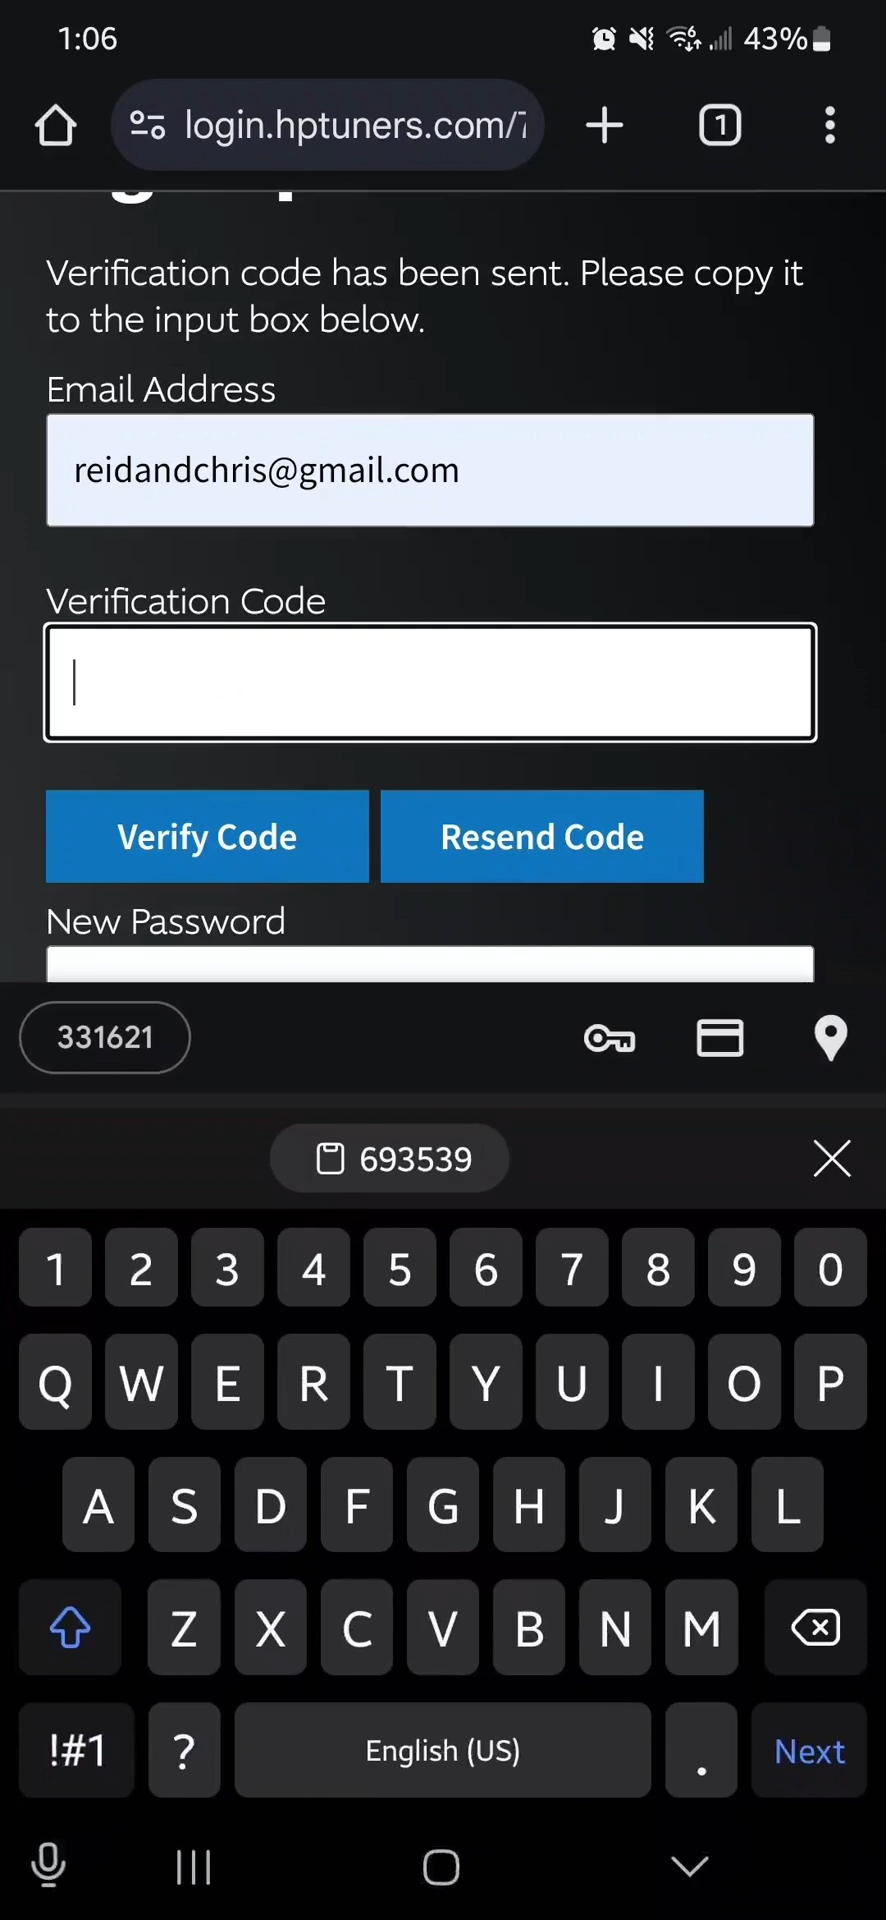 1:06
43%
login.hptuners.com/
1
Verification code has been sent. Please copy it
to the input box below.
Email Address
reidandchris@gmail.com
Verification Code
Verify Code
Resend Code
New Password
331621
693539
1 2 3 4 5 6 7 8 9 0
Q W E R T Y U I O P
A S D F G H J K L
Z X C V B N M
!#1 ? English (US) . Next